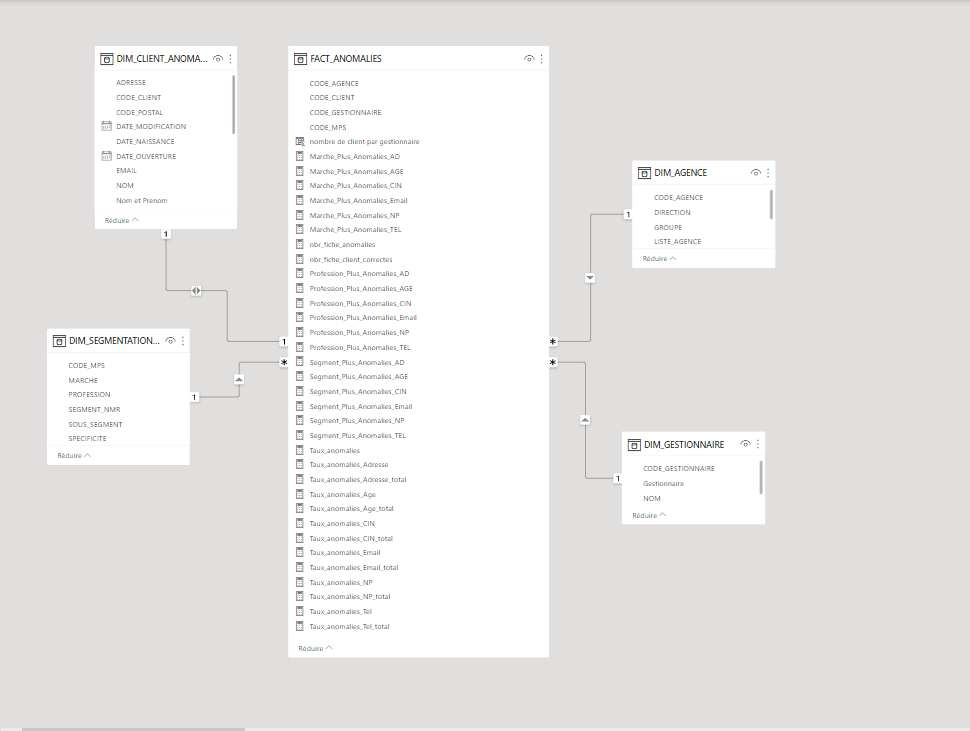 DIM_CLIENT_ANOMA...
ADRESSE
CODE_CLIENT
CODE_POSTAL
DATE_MODIFICATION
DATE_NAISSANCE
DATE_OUVERTURE
EMAIL
NOM
Nom et Prenom
Réduire
1
DIM_SEGMENTATION...
CODE_MPS
MARCHE
PROFESSION
SEGMENT_NMR
SOUS_SEGMENT
SPECIFICITE
Réduire
1
FACT_ANOMALIES
CODE_AGENCE
CODE_CLIENT
CODE_GESTIONNAIRE
CODE_MPS
nombre de client par gestionnaire
Marche_Plus_Anomalies_AD
Marche_Plus_Anomalies_AGE
Marche_Plus_Anomalies_CIN
Marche_Plus_Anomalies_Email
Marche_Plus_Anomalies_NP
Marche_Plus_Anomalies_TEL
nbr_fiche_anomalies
nbr_fiche_client_correctes
Profession_Plus_Anomalies_AD
Profession_Plus_Anomalies_AGE
Profession_Plus_Anomalies_CIN
Profession_Plus_Anomalies_Email
Profession_Plus_Anomalies_NP
Profession_Plus_Anomalies_TEL
Segment_Plus_Anomalies_AD
Segment_Plus_Anomalies_AGE
Segment_Plus_Anomalies_CIN
Segment_Plus_Anomalies_Email
Segment_Plus_Anomalies_NP
Segment_Plus_Anomalies_TEL
Taux_anomalies
Taux_anomalies_Adresse
Taux_anomalies_Adresse_total
Taux_anomalies_Age
Taux_anomalies_Age_total
Taux_anomalies_CIN
Taux_anomalies_CIN_total
Taux_anomalies_Email
Taux_anomalies_Email_total
Taux_anomalies_NP
Taux_anomalies_NP_total
Taux_anomalies_Tel
Taux_anomalies_Tel_total
Réduire
1
*
*
*
DIM_AGENCE
CODE_AGENCE
DIRECTION
GROUPE
LISTE_AGENCE
Réduire
1
DIM_GESTIONNAIRE
CODE_GESTIONNAIRE
Gestionnaire
NOM
Réduire
1